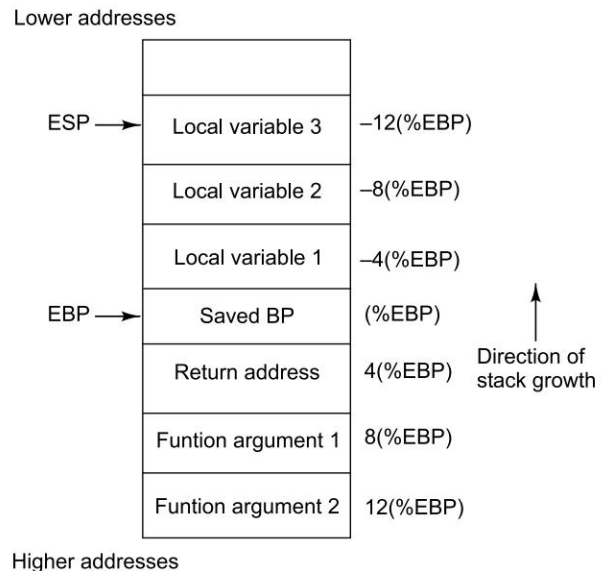 Lower addresses
ESP
Local variable 3
–12(%EBP)
Local variable 2
–8(%EBP)
Local variable 1
–4(%EBP)
EBP
Saved BP
(%EBP)
Return address
4(%EBP)
Direction of
stack growth
Funtion argument 1
8(%EBP)
Funtion argument 2
12(%EBP)
Higher addresses